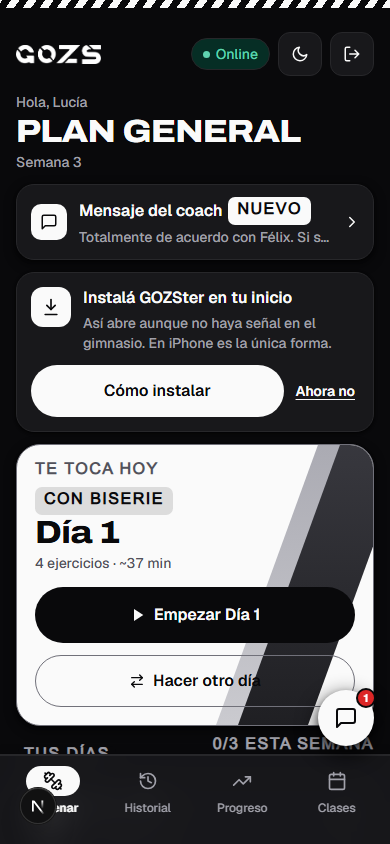 GOZS
Online
Hola, Lucía
PLAN GENERAL
Semana 3
Mensaje del coach NUEVO
Totalmente de acuerdo con Félix. Si s...
Instalá GOZSter en tu inicio
Así abre aunque no haya señal en el
gimnasio. En iPhone es la única forma.
Cómo instalar
Ahora no
TE TOCA HOY
CON BISERIE
Día 1
4 ejercicios · ~37 min
Empezar Día 1
Hacer otro día
1
TUS DÍAS
0/3 ESTA SEMANA
N
enar
Historial
Progreso
Clases